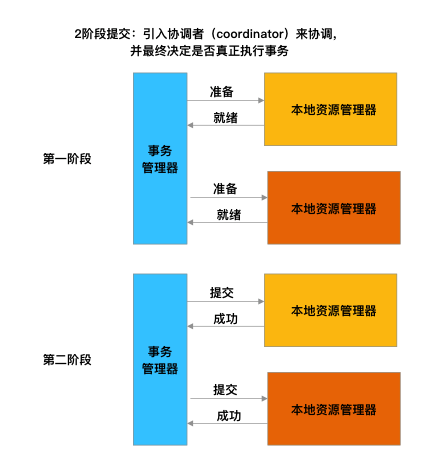 2阶段提交：引入协调者（coordinator）来协调，
并最终决定是否真正执行事务
第一阶段
事务
管理器
准备
就绪
本地资源管理器
准备
就绪
本地资源管理器
第二阶段
事务
管理器
提交
成功
本地资源管理器
提交
成功
本地资源管理器